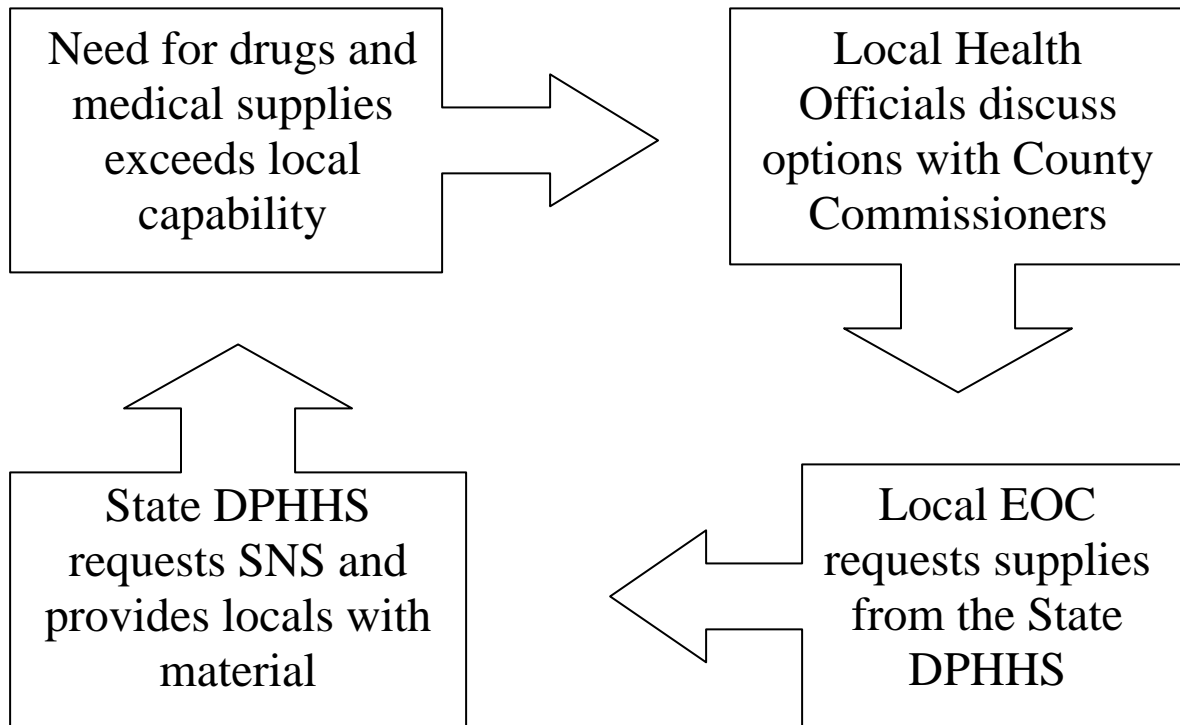 Need for drugs and
medical supplies
exceeds local
capability
Local Health
Officials discuss
options with County
Commissioners
Local EOC
requests supplies
from the State
DPHHS
State DPHHS
requests SNS and
provides locals with
material